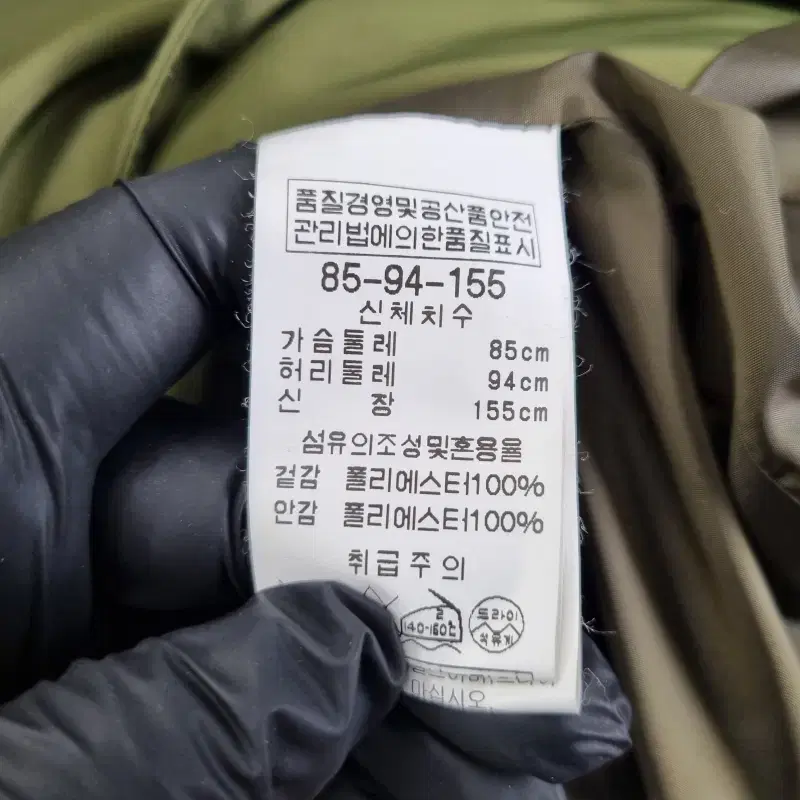 품질경영및공산품안전
관리법에의한품질표시
85-94-155
신체치수
가슴둘레 85cm
허리둘레 94cm
신 장 155cm
섬유의조성및혼용율
겉감 폴리에스터100%
안감 폴리에스터100%
취급주의
140-160℃
드라이
석유계
마십시오